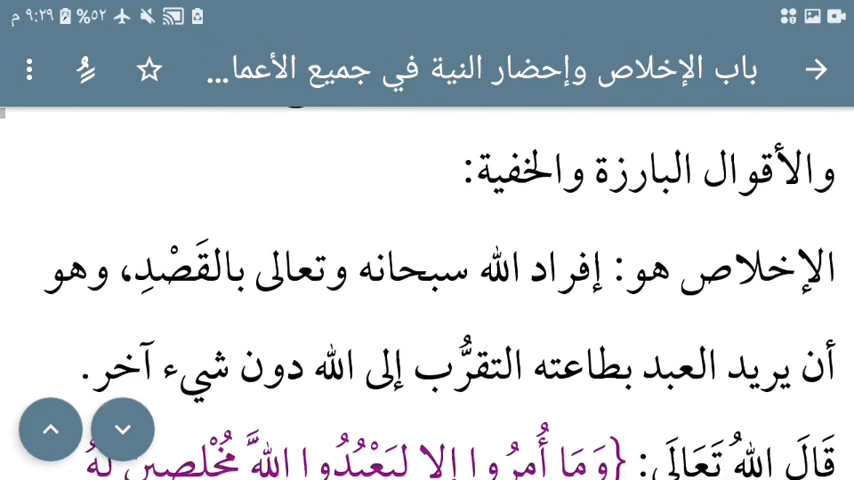 ٩:٢٩ م ٥٢%
باب الإخلاص وإحضار النية في جميع الأعما...
والأقوال البارزة والخفية:
الإخلاص هو: إفراد الله سبحانه وتعالى بالقَصْدِ، وهو
أن يريد العبد بطاعته التقرُّب إلى الله دون شيء آخر.
قَالَ اللهُ تَعَالَى: {وَمَا أُمِرُوا إِلا لِيَعْبُدُوا اللهَ مُخْلِصِينَ لَهُ